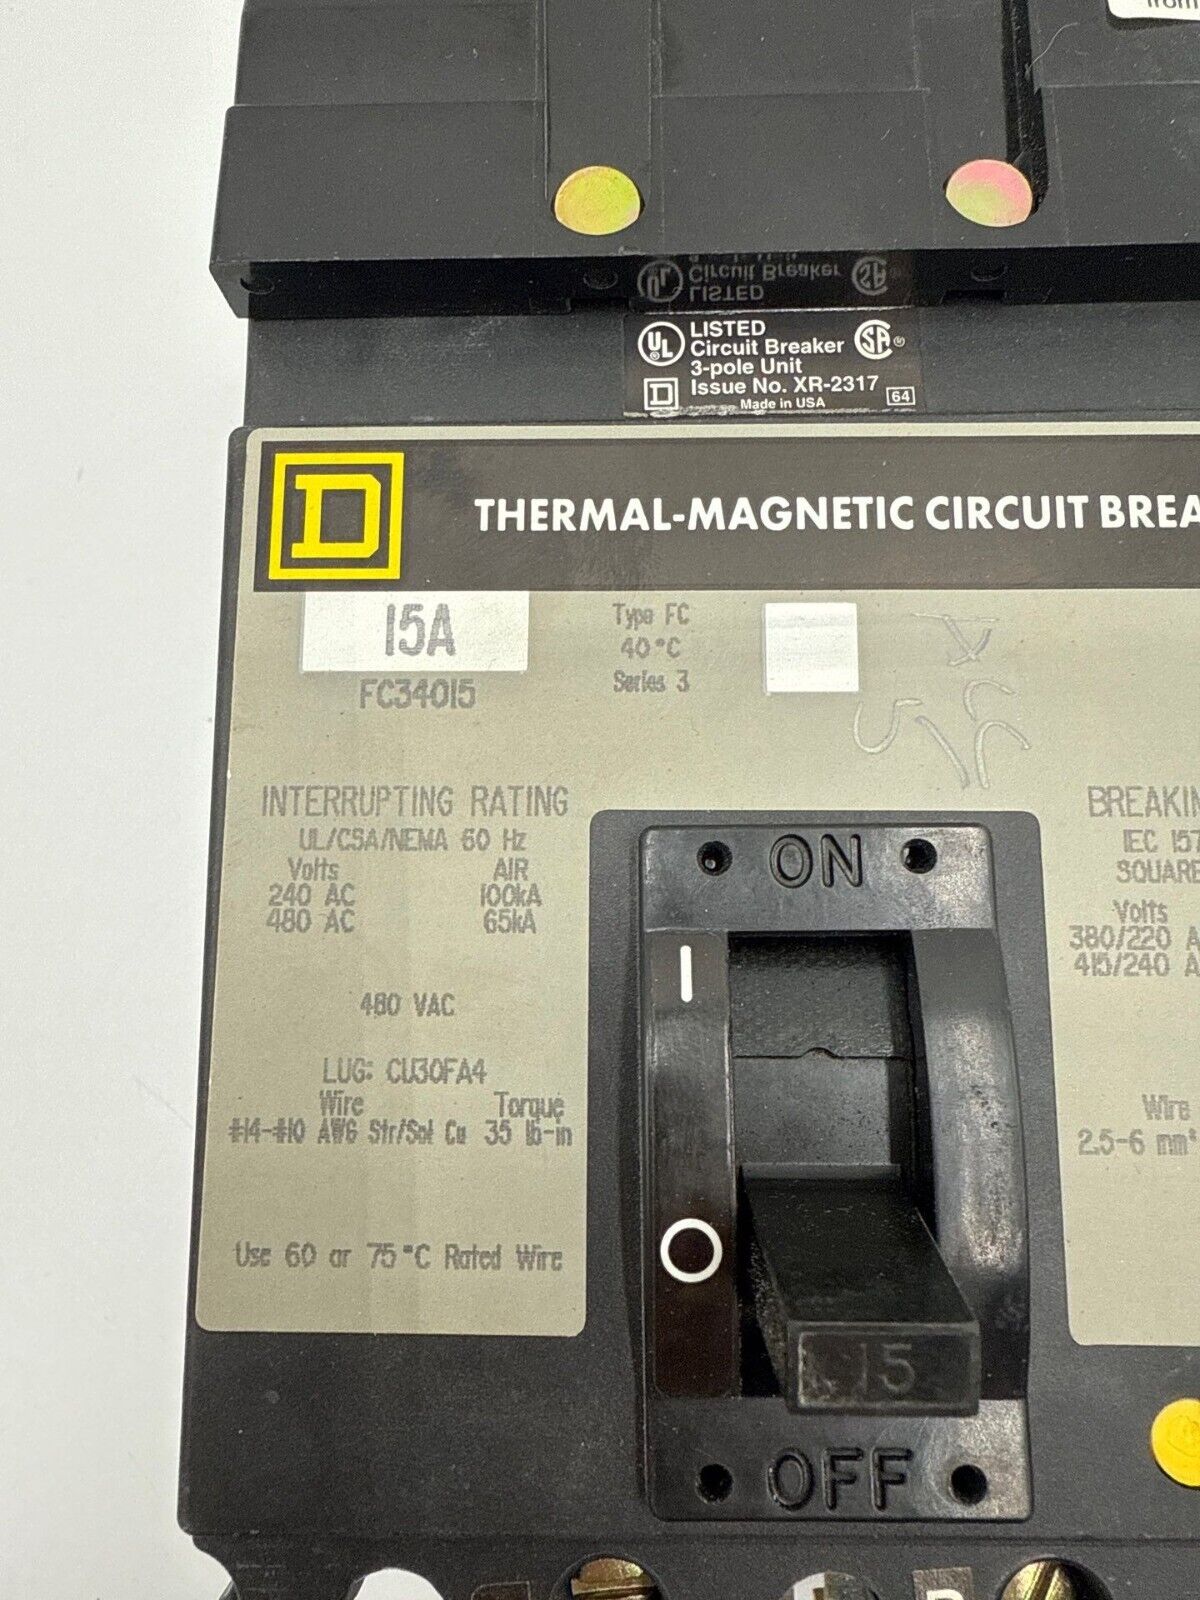 from
LISTED
Circuit Breaker
3-pole Unit
Issue No. XR-2317
Made in USA
64
UL
SA
D
THERMAL-MAGNETIC CIRCUIT BREA
15A
FC34015
Type FC
40°C
Series 3
INTERRUPTING RATING
UL/CSA/NEMA 60 Hz
Volts AIR
240 AC 100kA
480 AC 65kA
480 VAC
LUG: CU30FA4
Wire Torque
#14-#10 AWG Str/Sol Cu 35 lb-in
Use 60 or 75°C Rated Wire
ON
I
O
15
OFF
BREAKIN
IEC 157
SQUARE
Volts
380/220 A
415/240 A
Wire
2.5-6 mm²